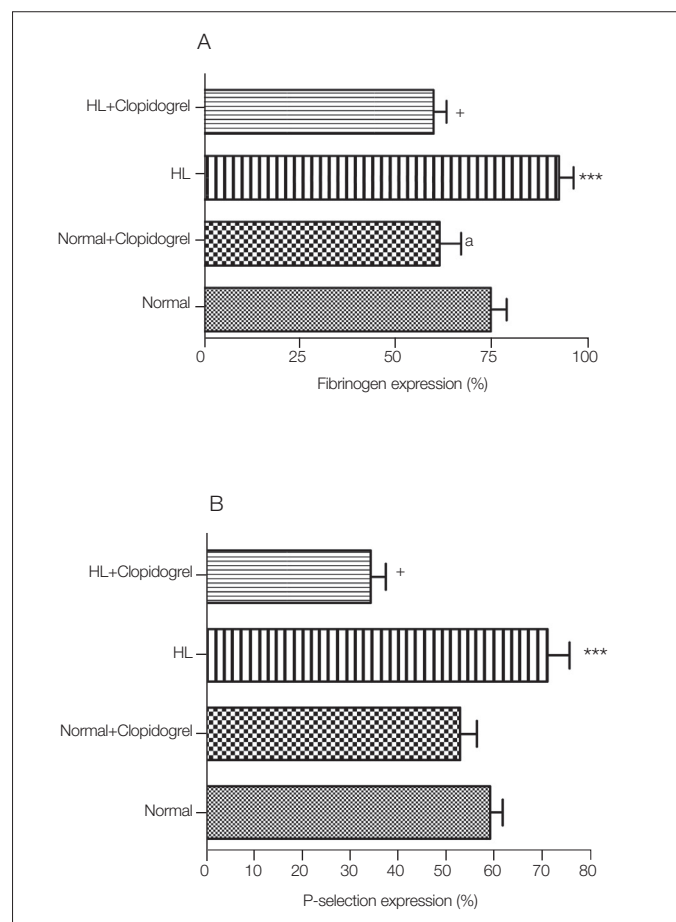 A
HL+Clopidogrel
+
HL
***
Normal+Clopidogrel
a
Normal
0 25 50 75 100
Fibrinogen expression (%)
B
HL+Clopidogrel
+
HL
***
Normal+Clopidogrel
Normal
0 10 20 30 40 50 60 70 80
P-selection expression (%)